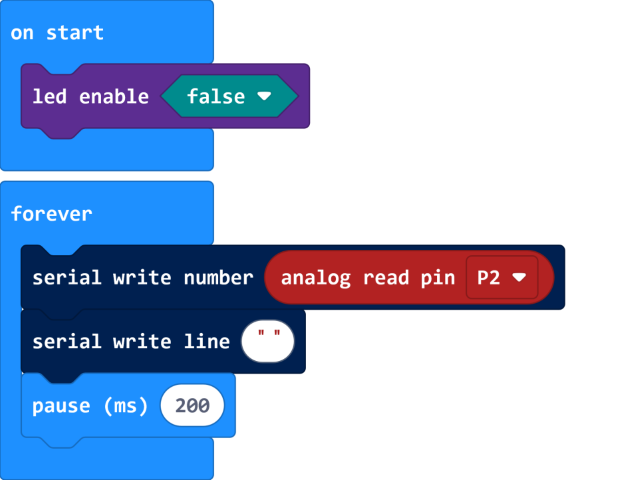 on start
led enable false
forever
serial write number analog read pin P2
serial write line " "
pause (ms) 200